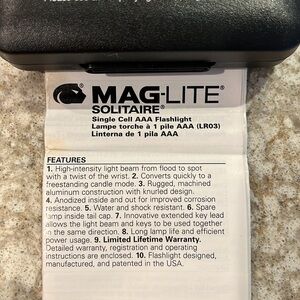 MAG-LITE®
SOLITAIRE®
Single Cell AAA Flashlight
Lampe torche à 1 pile AAA (LR03)
Linterna de 1 pila AAA
FEATURES
1. High-intensity light beam from flood to spot
with a twist of the wrist. 2. Converts quickly to a
freestanding candle mode. 3. Rugged, machined
aluminum construction with knurled design.
4. Anodized inside and out for improved corrosion
resistance. 5. Water and shock resistant. 6. Spare
lamp inside tail cap. 7. Innovative extended key lead
allows the light beam and keys to be used together
in the same direction. 8. Long lamp life and efficient
power usage. 9. Limited Lifetime Warranty.
Detailed warranty, registration and operating
instructions are enclosed. 10. Flashlight designed,
manufactured, and patented in the USA.